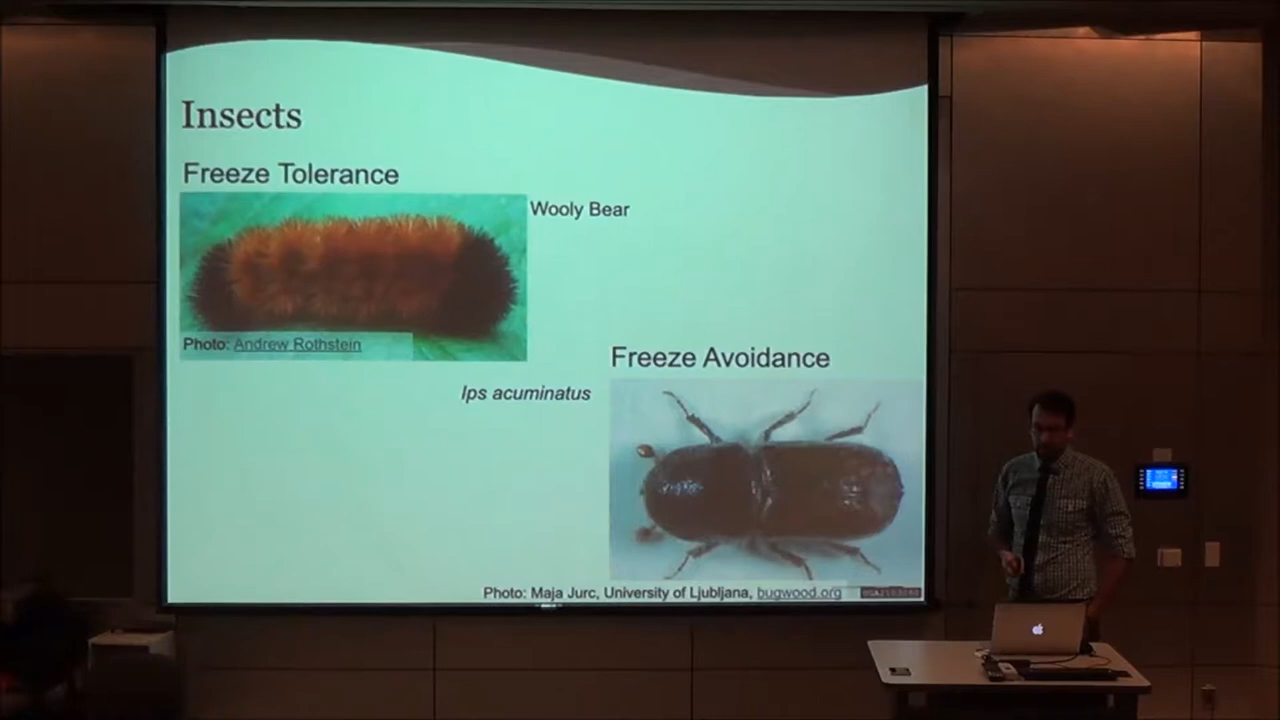 Insects
Freeze Tolerance
Wooly Bear
Photo: Andrew Rothstein
Freeze Avoidance
Ips acuminatus
Photo: Maja Jurc, University of Ljubljana, bugwood.org